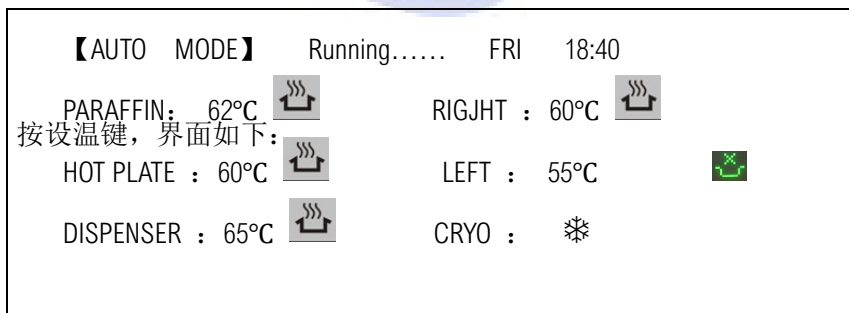 【AUTO MODE】 Running...... FRI 18:40
PARAFFIN： 62℃ RIGJHT ：60℃
按设温键，界面如下：
HOT PLATE ：60℃ LEFT ： 55℃
DISPENSER ：65℃ CRYO ： ❄